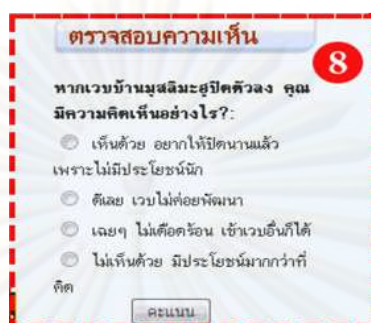 ตรวจสอบความเห็น
8
หากเวบบ้านมุสลิมะฮฺปิดตัวลง คุณ
มีความคิดเห็นอย่างไร?:
เห็นด้วย อยากให้ปิดนานแล้ว
เพราะไม่มีประโยชน์นัก
ดีเลย เวบไม่ค่อยพัฒนา
เฉยๆ ไม่เดือดร้อน เข้าเวบอื่นก็ได้
ไม่เห็นด้วย มีประโยชน์มากกว่าที่
คิด
คะแนน